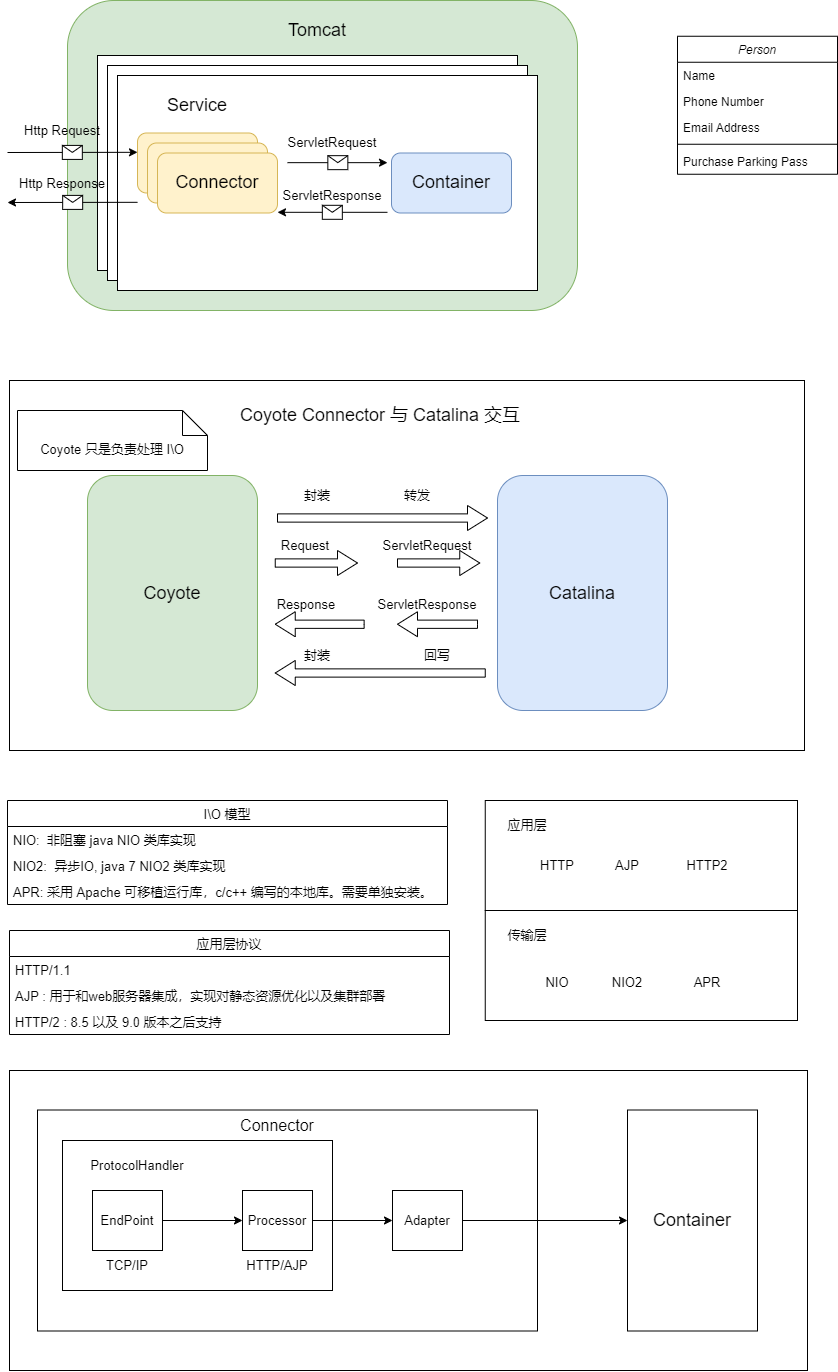 Tomcat
Service
Http Request
Http Response
Connector
ServletRequest
ServletResponse
Container
Person
Name
Phone Number
Email Address
Purchase Parking Pass
Coyote Connector 与 Catalina 交互
Coyote 只是负责处理 I\O
Coyote
封装
转发
Request
ServletRequest
Response
ServletResponse
封装
回写
Catalina
I\O 模型
NIO: 非阻塞 java NIO 类库实现
NIO2: 异步IO, java 7 NIO2 类库实现
APR: 采用 Apache 可移植运行库，c/c++ 编写的本地库。需要单独安装。
应用层协议
HTTP/1.1
AJP : 用于和web服务器集成，实现对静态资源优化以及集群部署
HTTP/2 : 8.5 以及 9.0 版本之后支持
应用层
HTTP AJP HTTP2
传输层
NIO NIO2 APR
Connector
ProtocolHandler
EndPoint
Processor
Adapter
TCP/IP
HTTP/AJP
Container